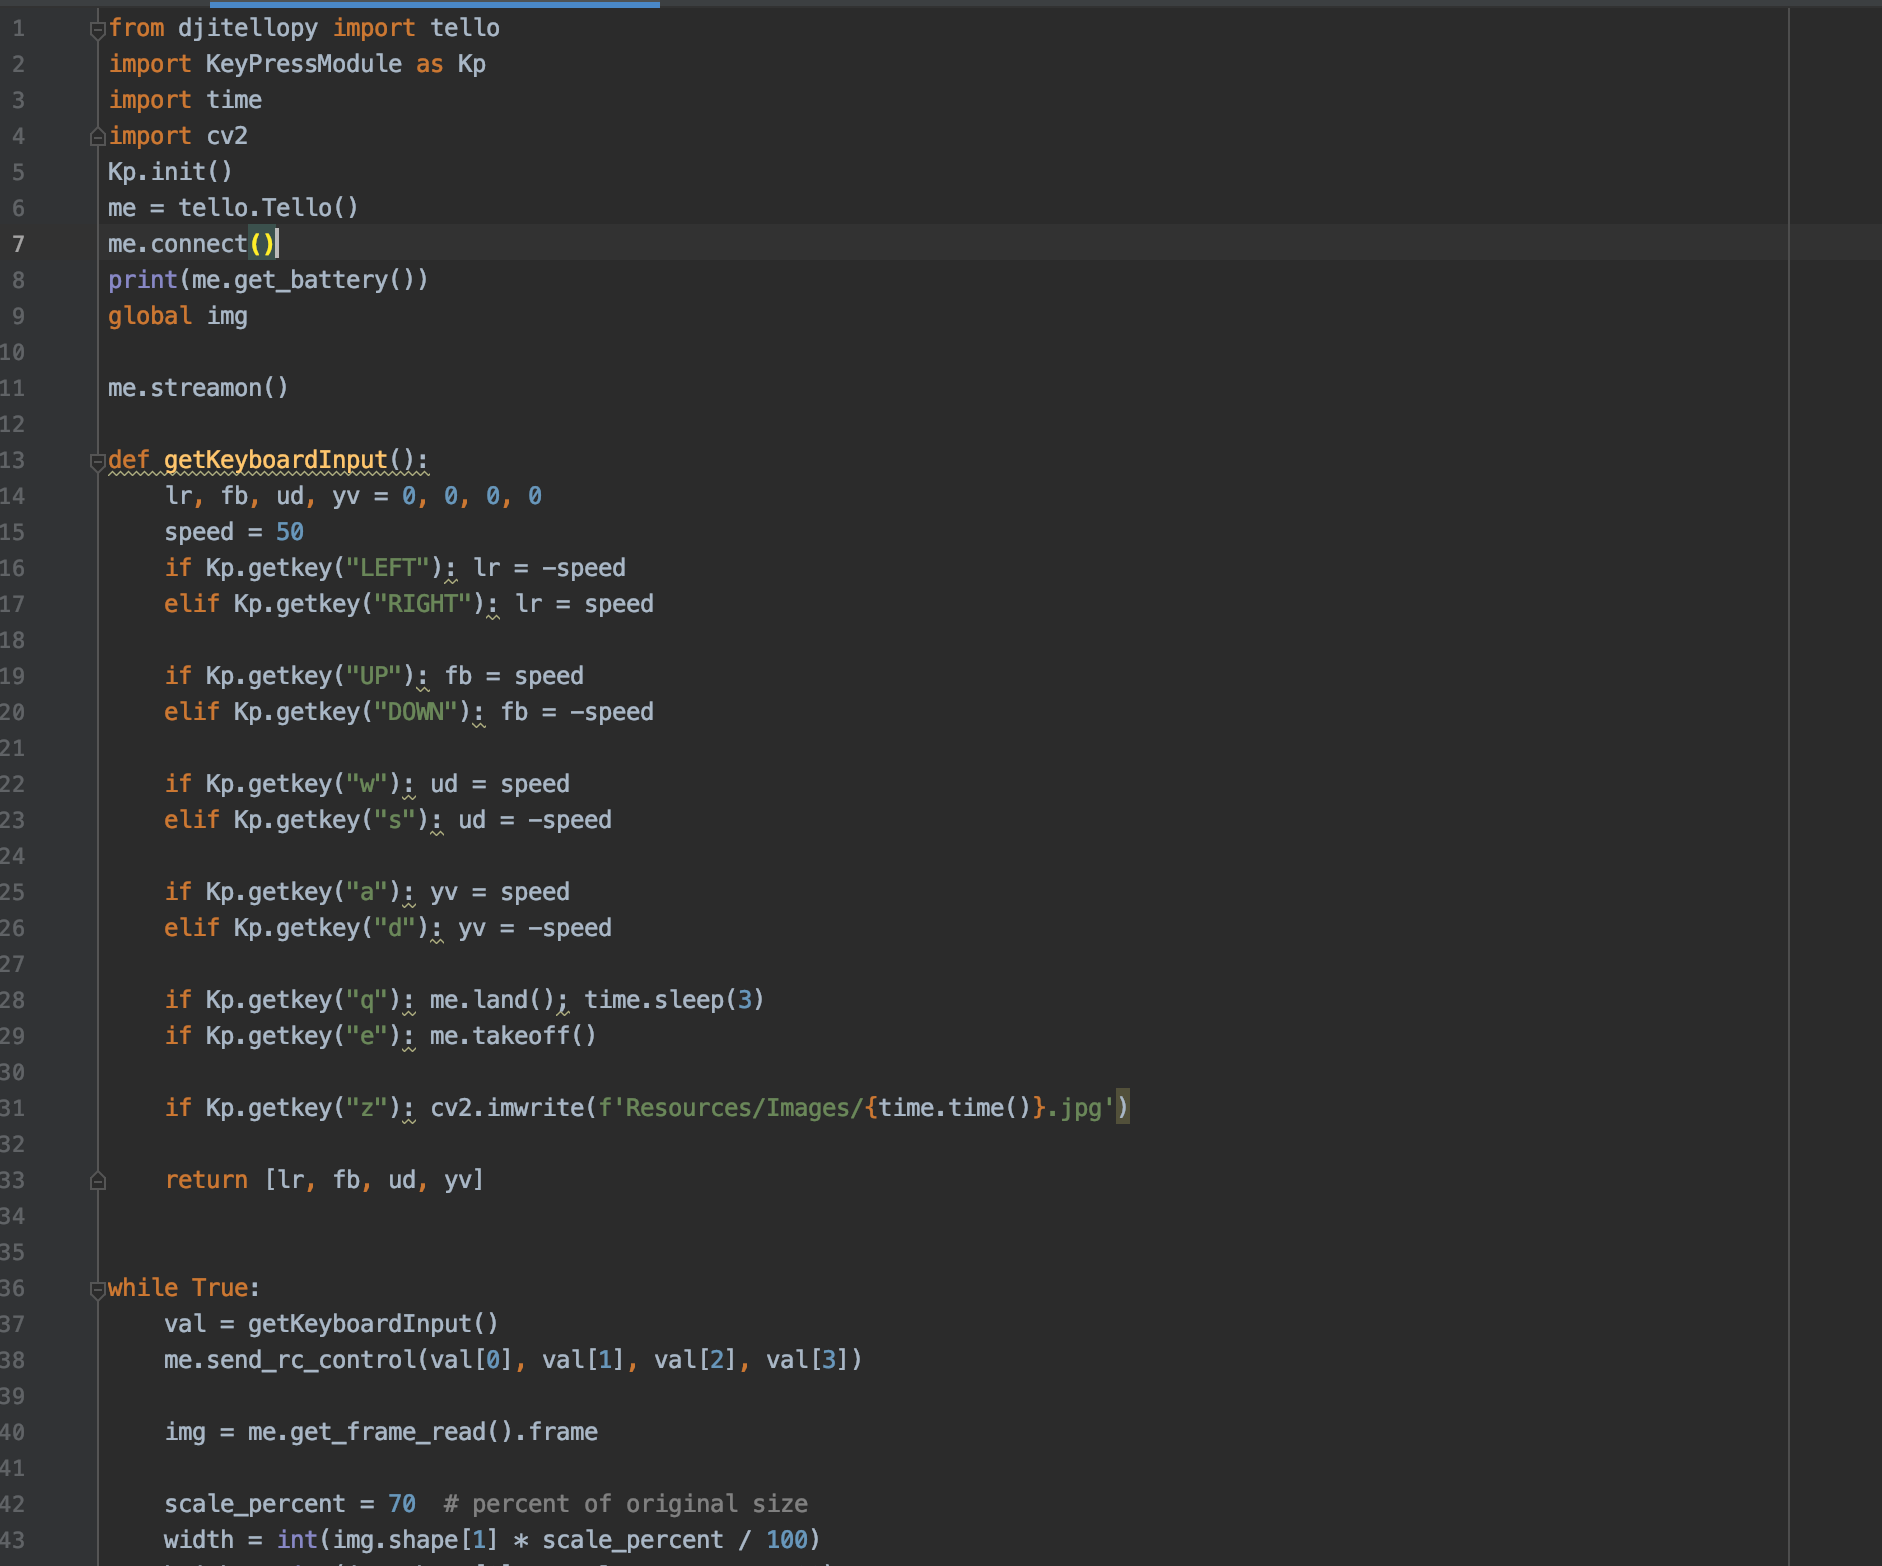 1 from djitellopy import tello
2 import KeyPressModule as Kp
3 import time
4 import cv2
5 Kp.init()
6 me = tello.Tello()
7 me.connect()
8 print(me.get_battery())
9 global img
10
11 me.streamon()
12
13 def getKeyboardInput():
14     lr, fb, ud, yv = 0, 0, 0, 0
15     speed = 50
16     if Kp.getkey("LEFT"): lr = -speed
17     elif Kp.getkey("RIGHT"): lr = speed
18
19     if Kp.getkey("UP"): fb = speed
20     elif Kp.getkey("DOWN"): fb = -speed
21
22     if Kp.getkey("w"): ud = speed
23     elif Kp.getkey("s"): ud = -speed
24
25     if Kp.getkey("a"): yv = speed
26     elif Kp.getkey("d"): yv = -speed
27
28     if Kp.getkey("q"): me.land(); time.sleep(3)
29     if Kp.getkey("e"): me.takeoff()
30
31     if Kp.getkey("z"): cv2.imwrite(f'Resources/Images/{time.time()}.jpg')
32
33     return [lr, fb, ud, yv]
34
35
36 while True:
37     val = getKeyboardInput()
38     me.send_rc_control(val[0], val[1], val[2], val[3])
39
40     img = me.get_frame_read().frame
41
42     scale_percent = 70  # percent of original size
43     width = int(img.shape[1] * scale_percent / 100)